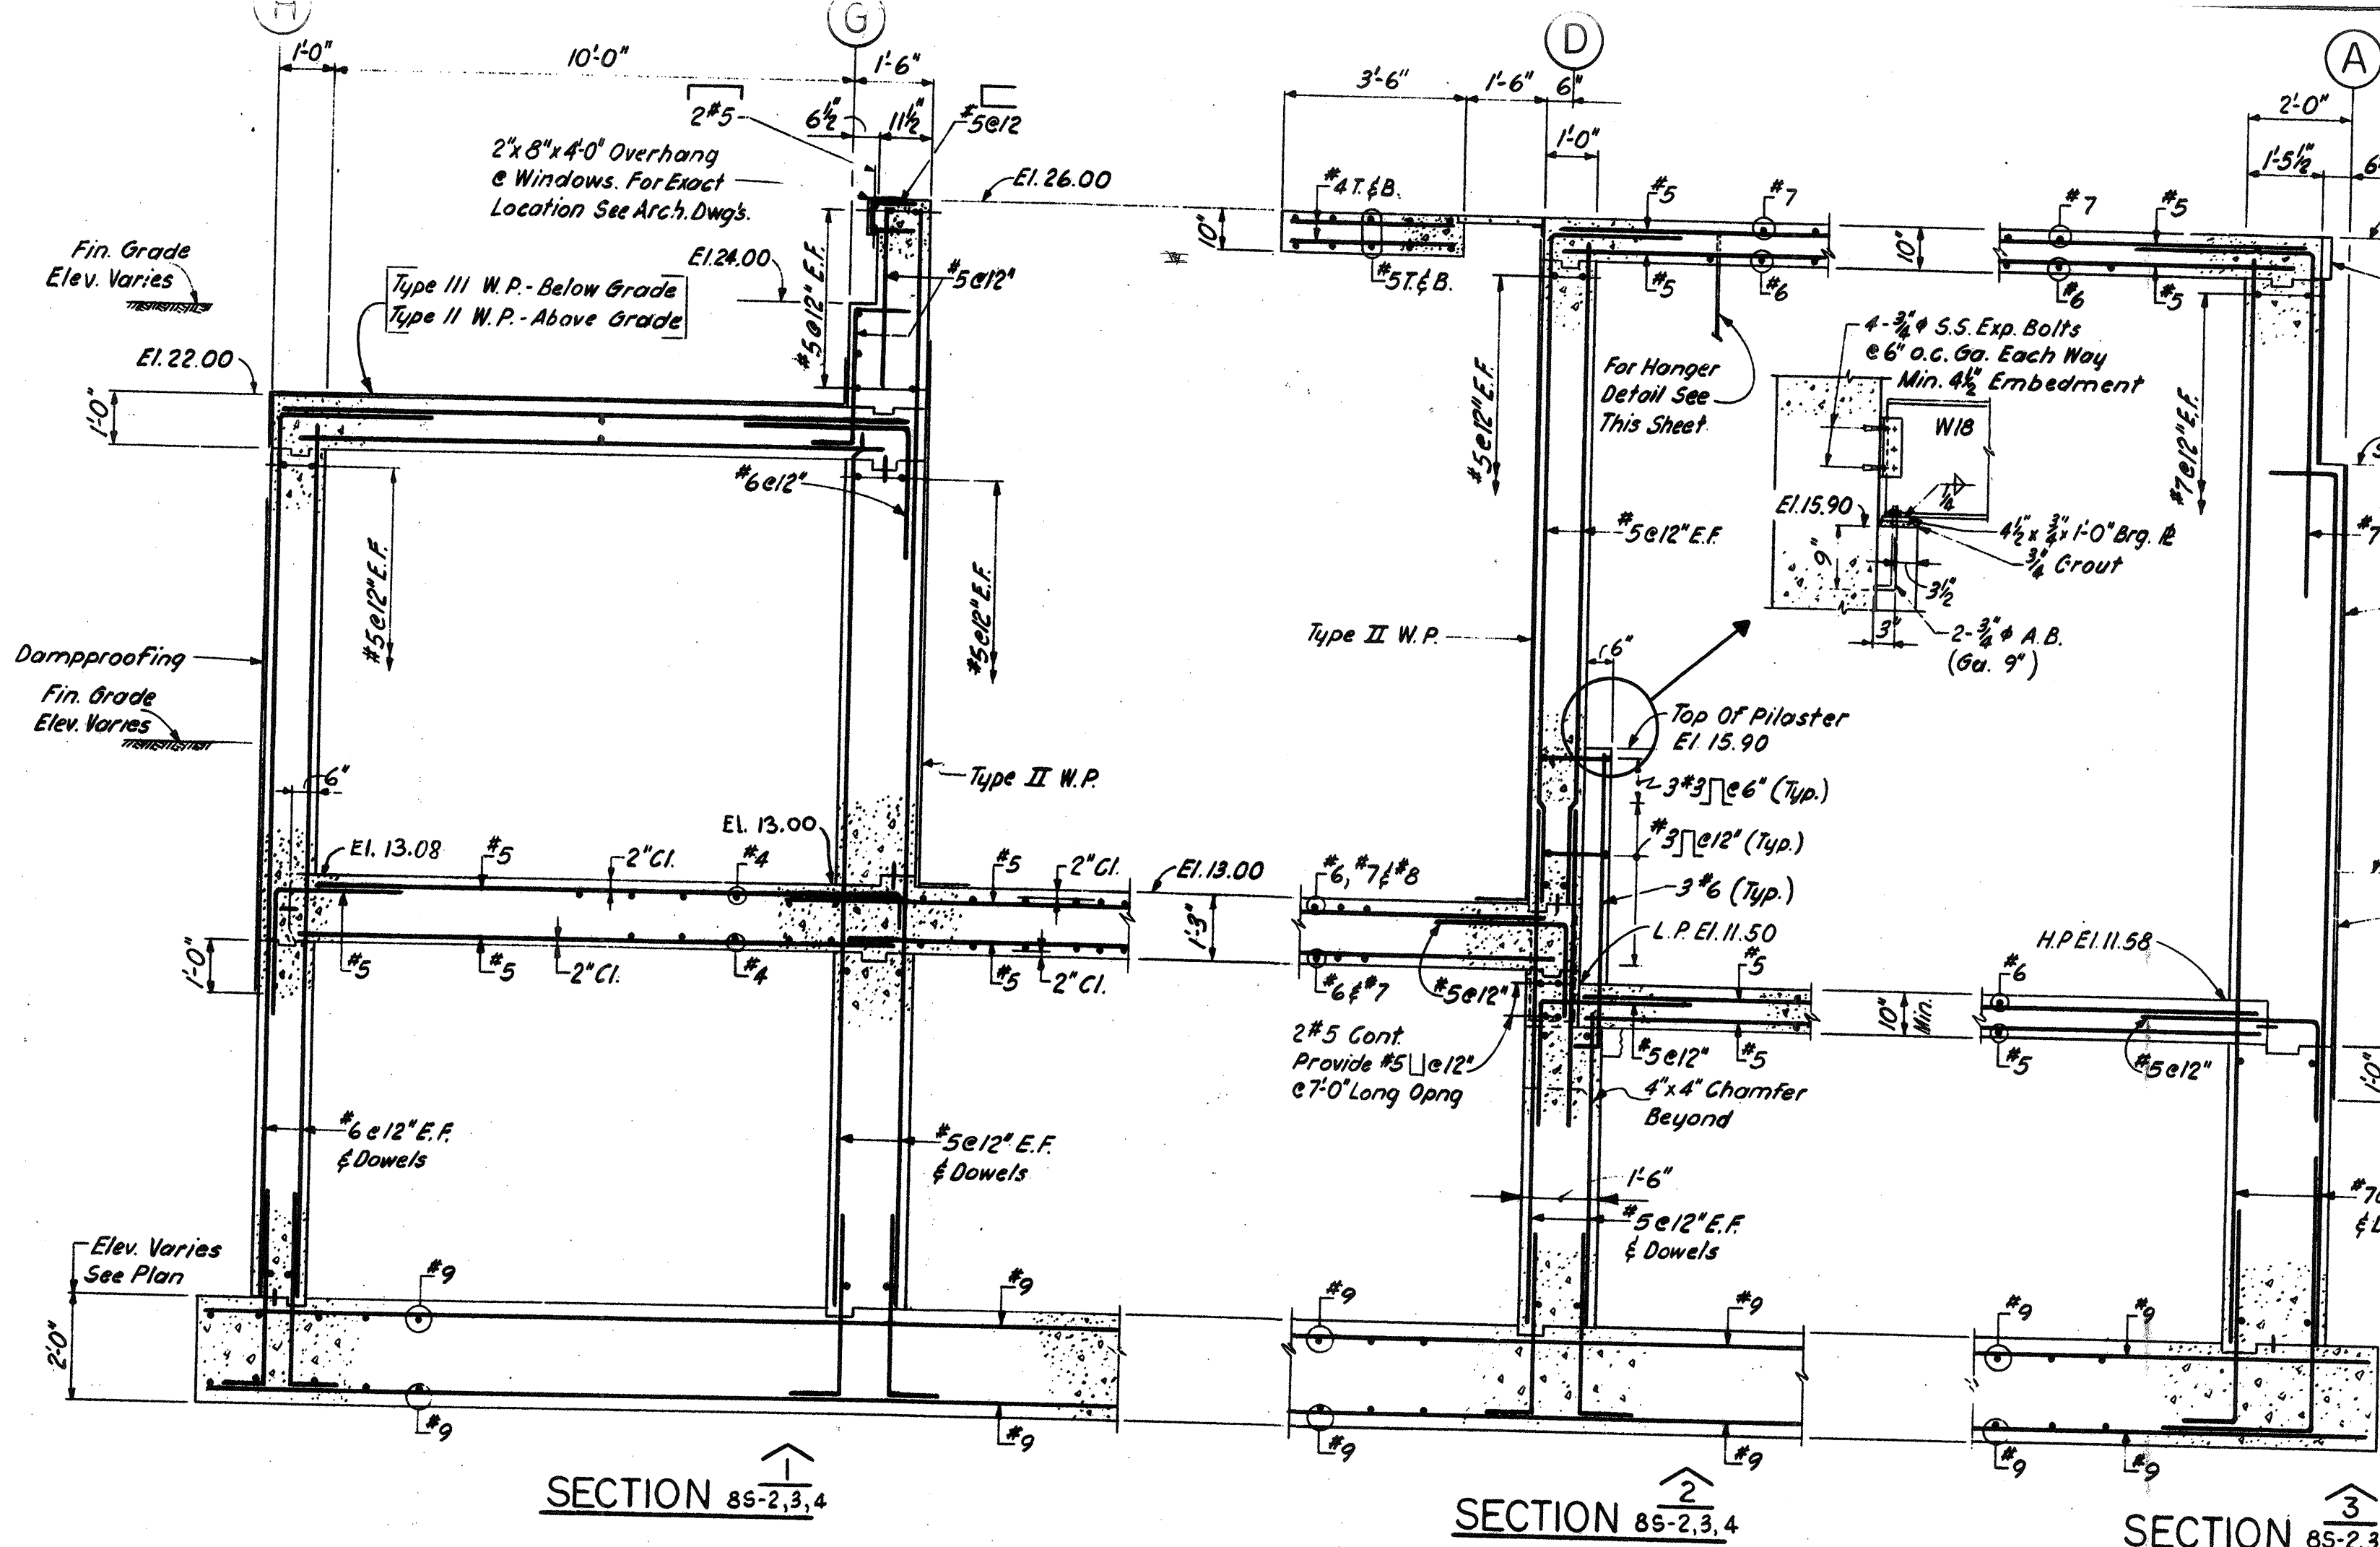 H
G
D
A
1'-0"
10'-0"
1'-6"
6½"
11½"
2#5
#5@12
2"x8"x4'-0" Overhang
@ Windows. For Exact
Location See Arch. Dwg's.
El. 26.00
El. 24.00
#5@12" E.F.
#5@12"
Fin. Grade
Elev. Varies
Type III W.P.-Below Grade
Type II W.P.-Above Grade
El. 22.00
1'-0"
#6@12"
#5@12" E.F.
#5@12" E.F.
Dampproofing
Fin. Grade
Elev. Varies
6"
Type II W.P.
El. 13.08
#5
2"Cl.
El. 13.00
#4
#5
2"Cl.
El. 13.00
1'-0"
#5
#5
2"Cl.
#4
#5
2"Cl.
1'-3"
#6@12" E.F.
& Dowels
#5@12" E.F.
& Dowels
Elev. Varies
See Plan
2'-0"
#9
#9
#9
#9
SECTION 1
8S-2,3,4
3'-6"
1'-6"
6"
1'-0"
#4 T.&B.
10"
#5 T.&B.
#5
#7
#5
#6
#5@12" E.F.
For Hanger
Detail See
This Sheet
4-¾"φ S.S. Exp. Bolts
@ 6" o.c. Ga. Each Way
Min. 4½" Embedment
W18
¼
El. 15.90
4½" x ¾" x 1'-0" Brg. PL
¾" Grout
9"
3½"
3"
2-¾"φ A.B.
(Ga. 9")
#5@12" E.F.
Type II W.P.
6"
Top Of Pilaster
El. 15.90
3#3 @6" (Typ.)
#3 @12" (Typ.)
3#6 (Typ.)
#6, #7 & #8
L.P. El. 11.50
#6 & #7
#5@12"
#5
2#5 Cont.
Provide #5 @12"
@ 7'-0" Long Opng
#5@12"
#5
4"x4" Chamfer
Beyond
1'-6"
#5@12" E.F.
& Dowels
#9
#9
#9
#9
SECTION 2
8S-2,3,4
2'-0"
1'-5½"
6"
#7
#5
10"
#6
#5
#7@12" E.F.
#7
H.P. El. 11.58
#6
10"
Min.
#5
#5@12"
1'-0"
#7@
#9
#9
#9
#9
SECTION 3
8S-2,3